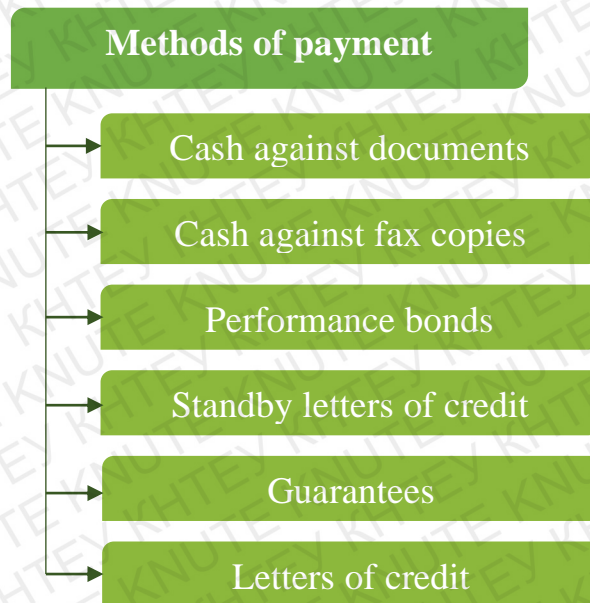 Methods of payment
Cash against documents
Cash against fax copies
Performance bonds
Standby letters of credit
Guarantees
Letters of credit